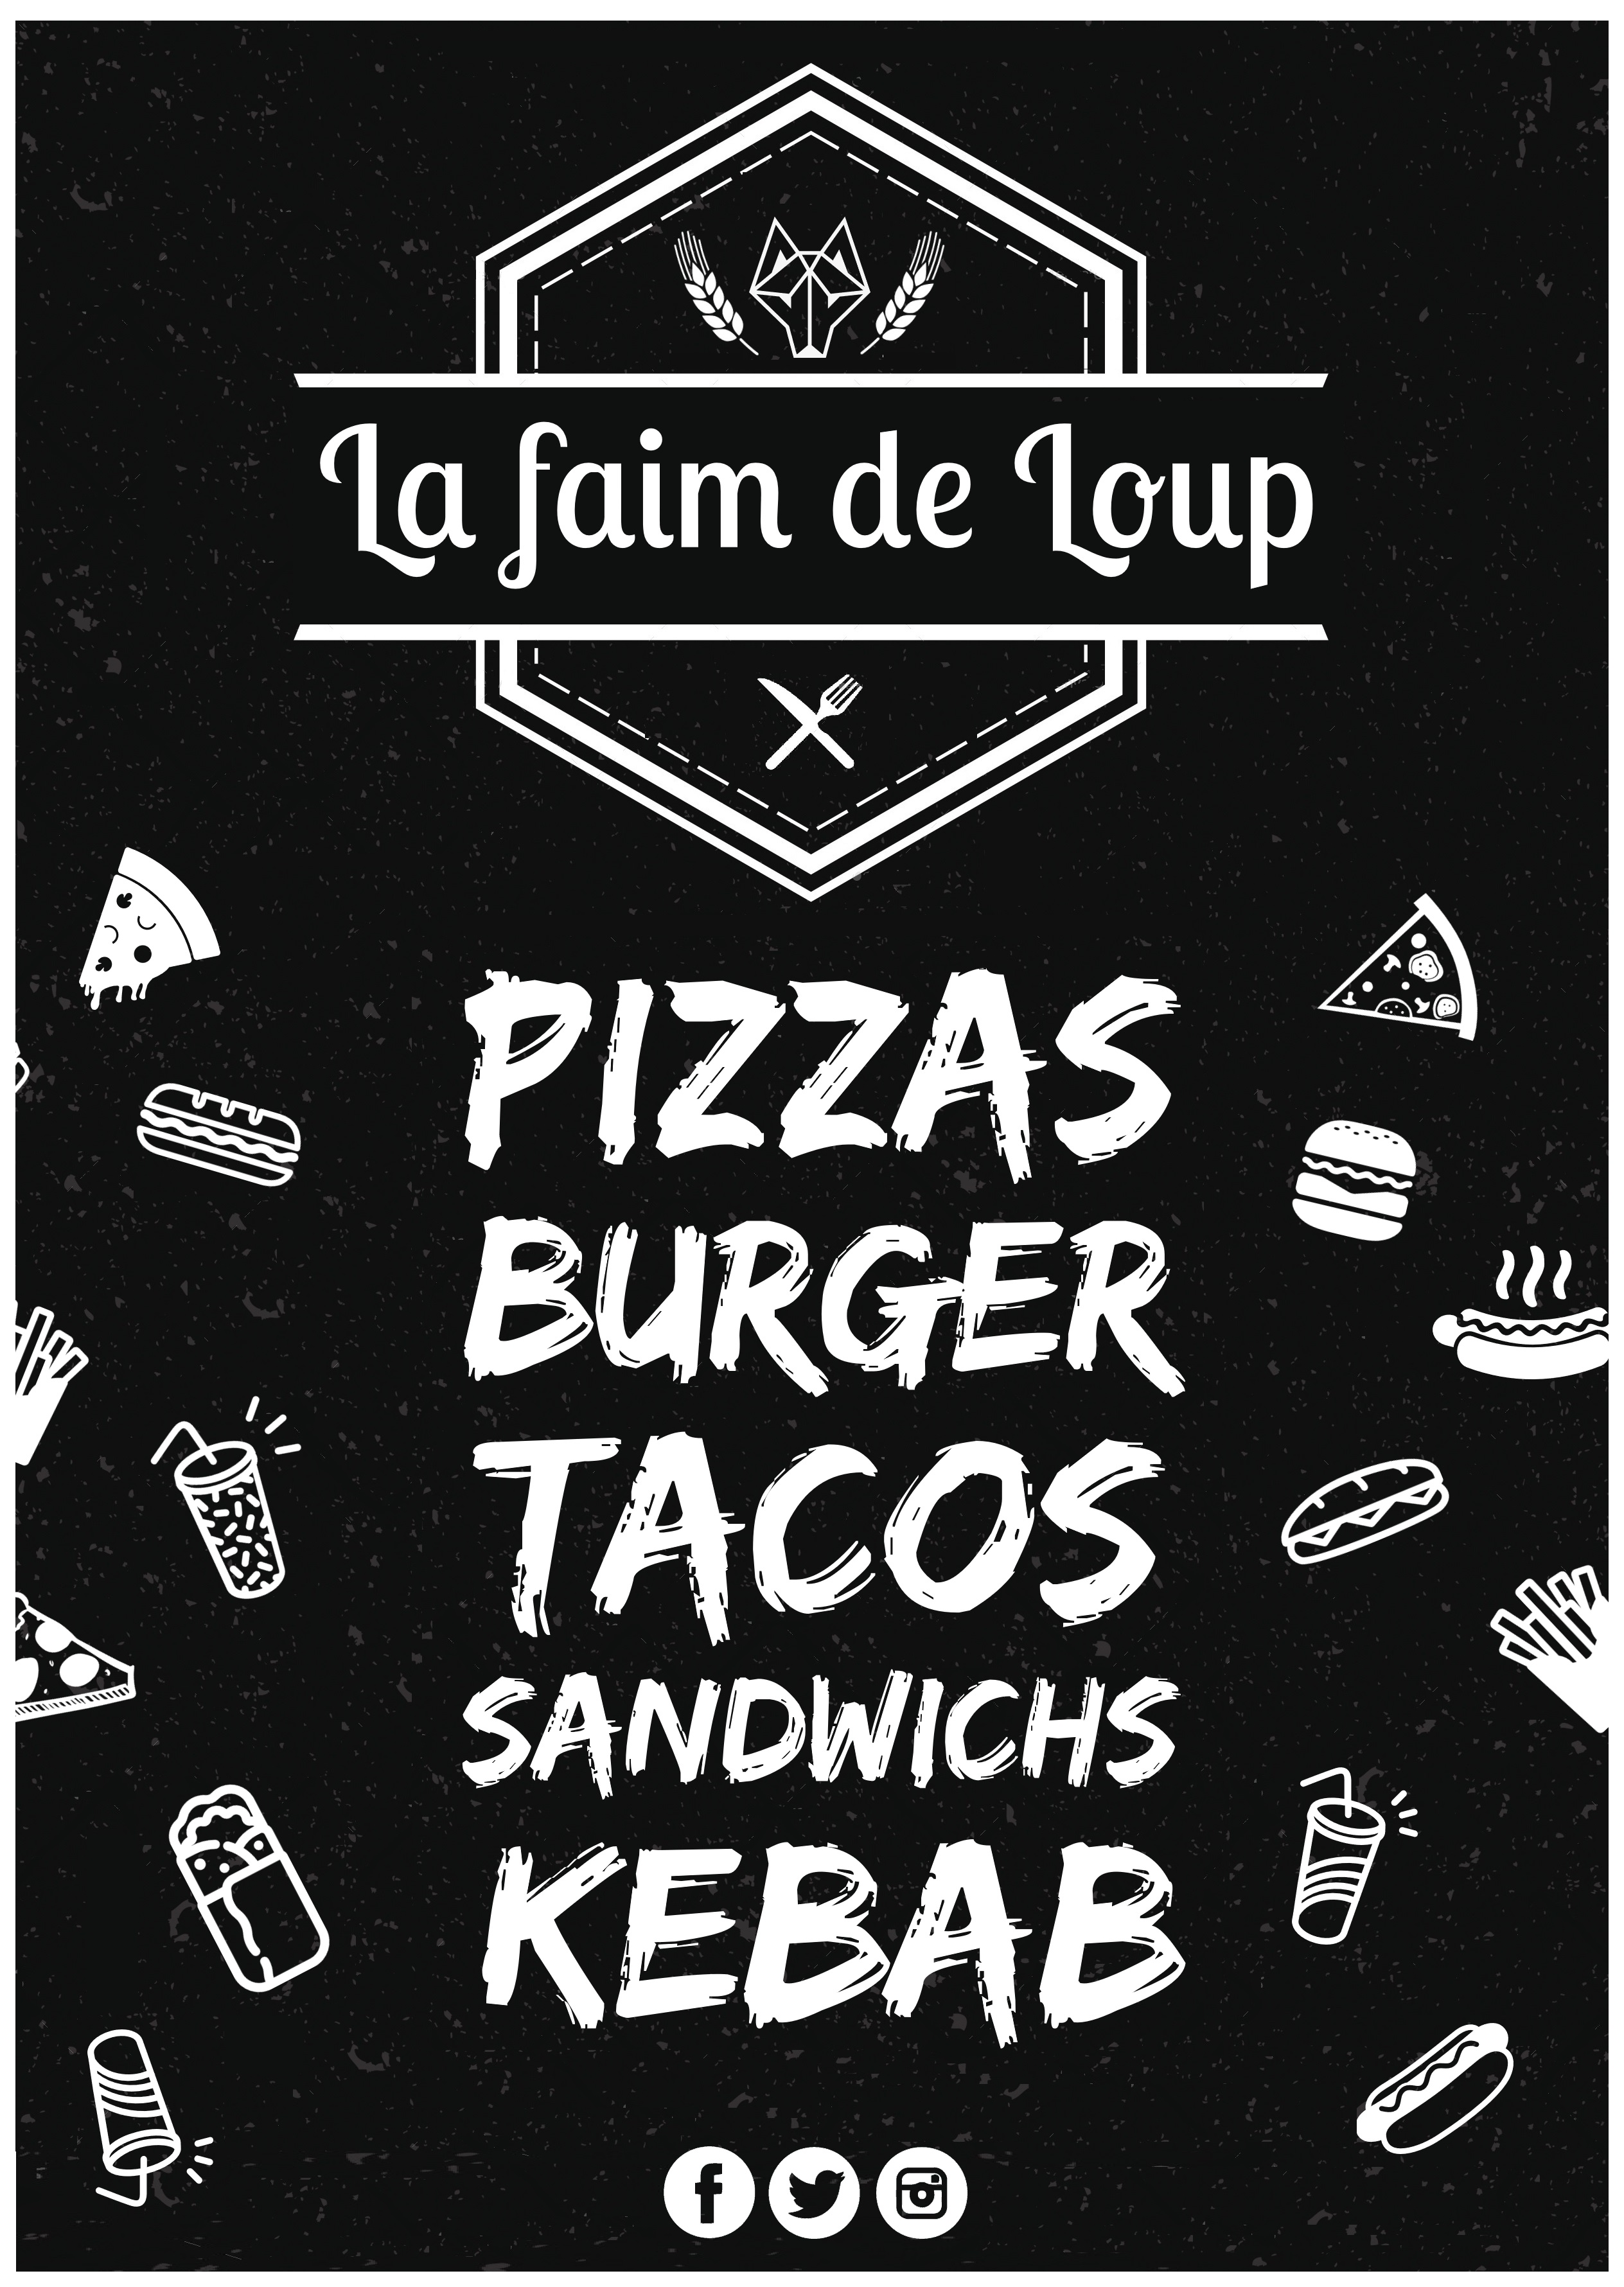 La faim de Loup
PIZZAS
BURGER
TACOS
SANDWICHS
KEBAB